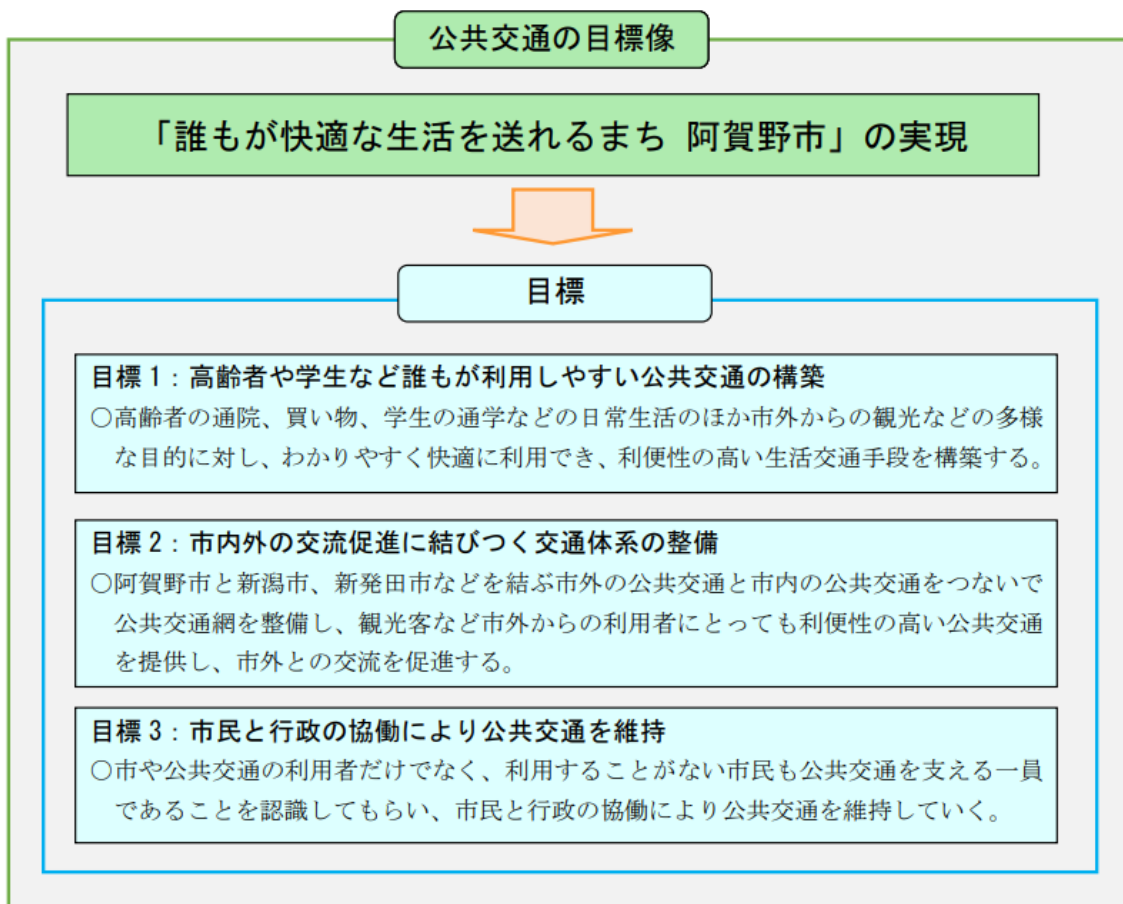 公共交通の目標像
「誰もが快適な生活を送れるまち 阿賀野市」の実現
目標
目標1：高齢者や学生など誰もが利用しやすい公共交通の構築
○高齢者の通院、買い物、学生の通学などの日常生活のほか市外からの観光などの多様
な目的に対し、わかりやすく快適に利用でき、利便性の高い生活交通手段を構築する。
目標2：市内外の交流促進に結びつく交通体系の整備
○阿賀野市と新潟市、新発田市などを結ぶ市外の公共交通と市内の公共交通をつないで
公共交通網を整備し、観光客など市外からの利用者にとっても利便性の高い公共交通
を提供し、市外との交流を促進する。
目標3：市民と行政の協働により公共交通を維持
○市や公共交通の利用者だけでなく、利用することがない市民も公共交通を支える一員
であることを認識してもらい、市民と行政の協働により公共交通を維持していく。